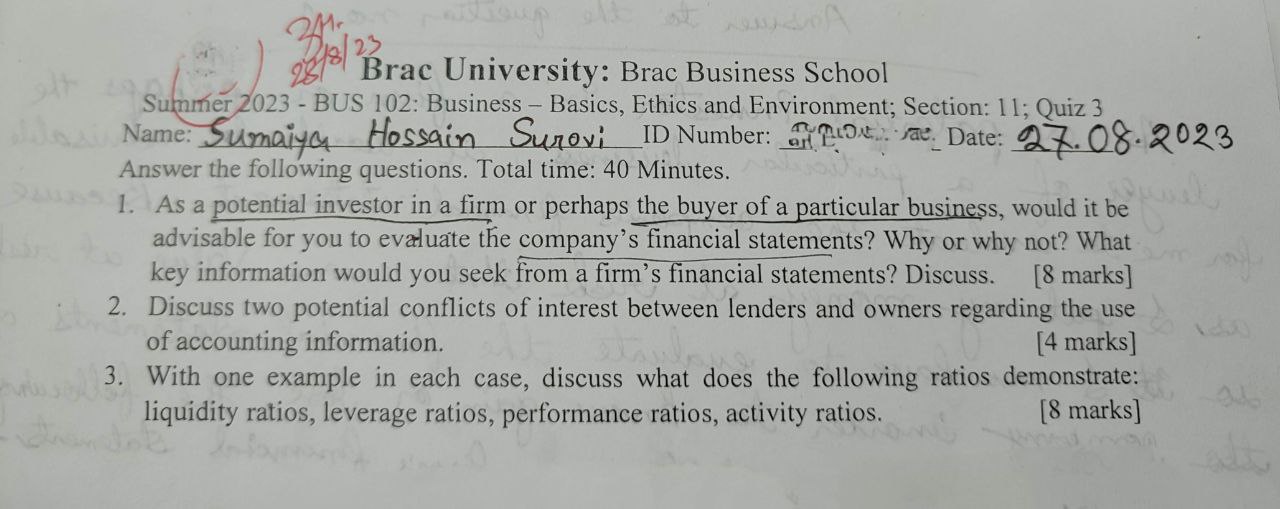 28/8/23
Brac University: Brac Business School
Summer 2023 - BUS 102: Business – Basics, Ethics and Environment; Section: 11; Quiz 3
Name: Sumaiya Hossain Surovi ID Number: Date: 27.08.2023
Answer the following questions. Total time: 40 Minutes.
1. As a potential investor in a firm or perhaps the buyer of a particular business, would it be
advisable for you to evaluate the company's financial statements? Why or why not? What
key information would you seek from a firm's financial statements? Discuss. [8 marks]
2. Discuss two potential conflicts of interest between lenders and owners regarding the use
of accounting information. [4 marks]
3. With one example in each case, discuss what does the following ratios demonstrate:
liquidity ratios, leverage ratios, performance ratios, activity ratios. [8 marks]